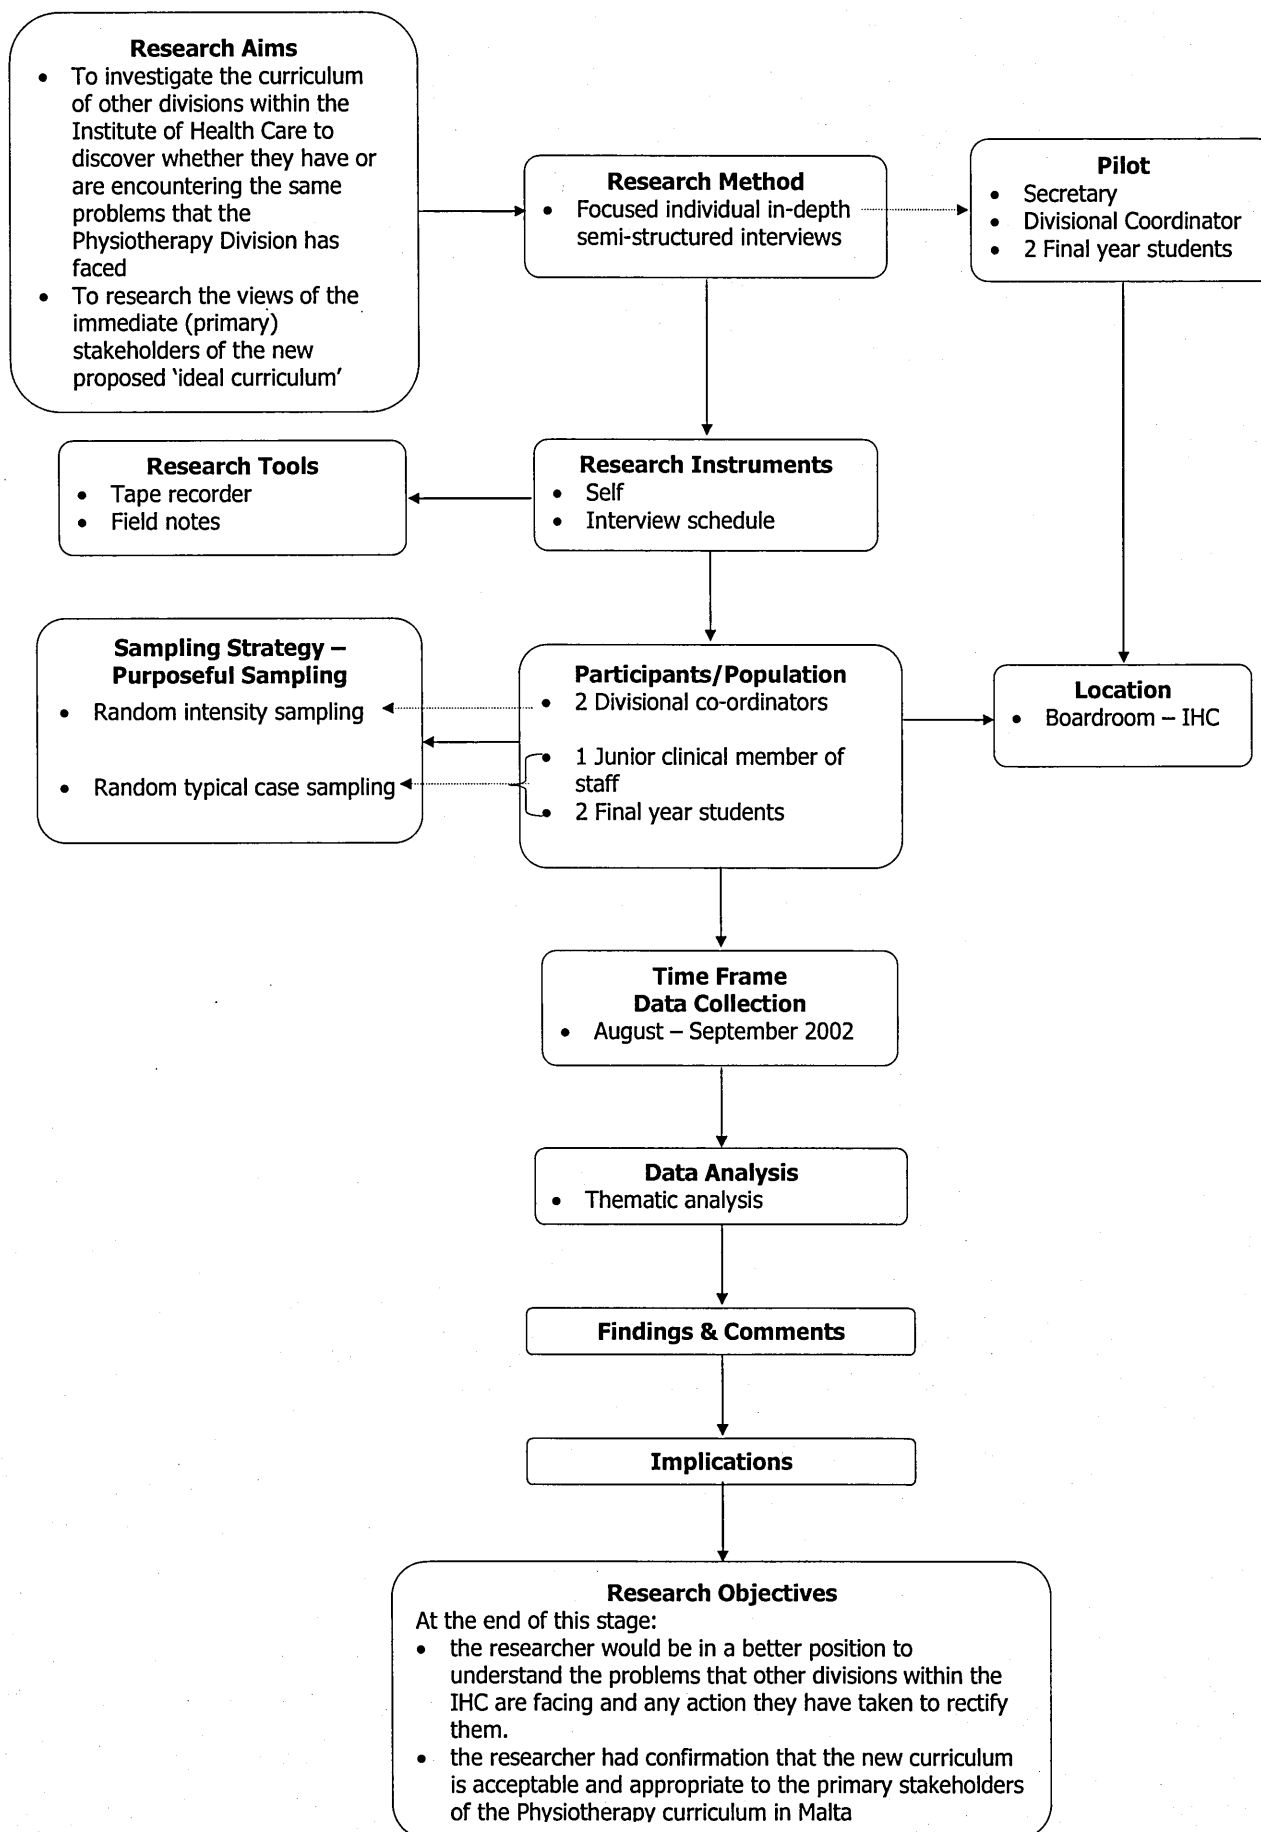 Research Aims
• To investigate the curriculum
of other divisions within the
Institute of Health Care to
discover whether they have or
are encountering the same
problems that the
Physiotherapy Division has
faced
• To research the views of the
immediate (primary)
stakeholders of the new
proposed ‘ideal curriculum’
Research Method
• Focused individual in-depth
semi-structured interviews
Pilot
• Secretary
• Divisional Coordinator
• 2 Final year students
Research Tools
• Tape recorder
• Field notes
Research Instruments
• Self
• Interview schedule
Sampling Strategy –
Purposeful Sampling
• Random intensity sampling
• Random typical case sampling
Participants/Population
• 2 Divisional co-ordinators
• 1 Junior clinical member of
staff
• 2 Final year students
Location
• Boardroom – IHC
Time Frame
Data Collection
• August – September 2002
Data Analysis
• Thematic analysis
Findings & Comments
Implications
Research Objectives
At the end of this stage:
• the researcher would be in a better position to
understand the problems that other divisions within the
IHC are facing and any action they have taken to rectify
them.
• the researcher had confirmation that the new curriculum
is acceptable and appropriate to the primary stakeholders
of the Physiotherapy curriculum in Malta